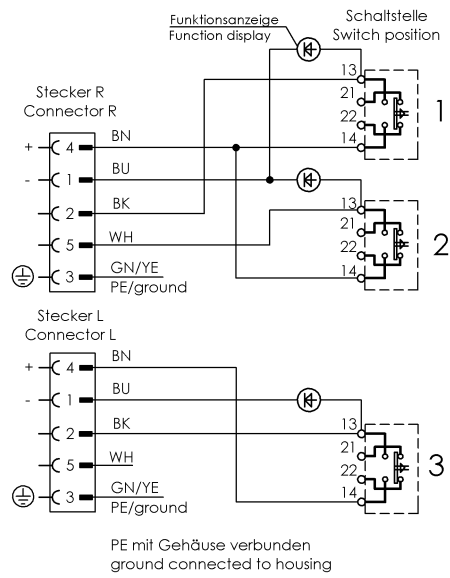 Funktionsanzeige
Function display
Schaltstelle
Switch position
13
21
22
14
1
Stecker R
Connector R
+ 4 BN
- 1 BU
2 BK
5 WH
3 GN/YE
PE/ground
13
21
22
14
2
Stecker L
Connector L
+ 4 BN
- 1 BU
2 BK
5 WH
3 GN/YE
PE/ground
13
21
22
14
3
PE mit Gehäuse verbunden
ground connected to housing